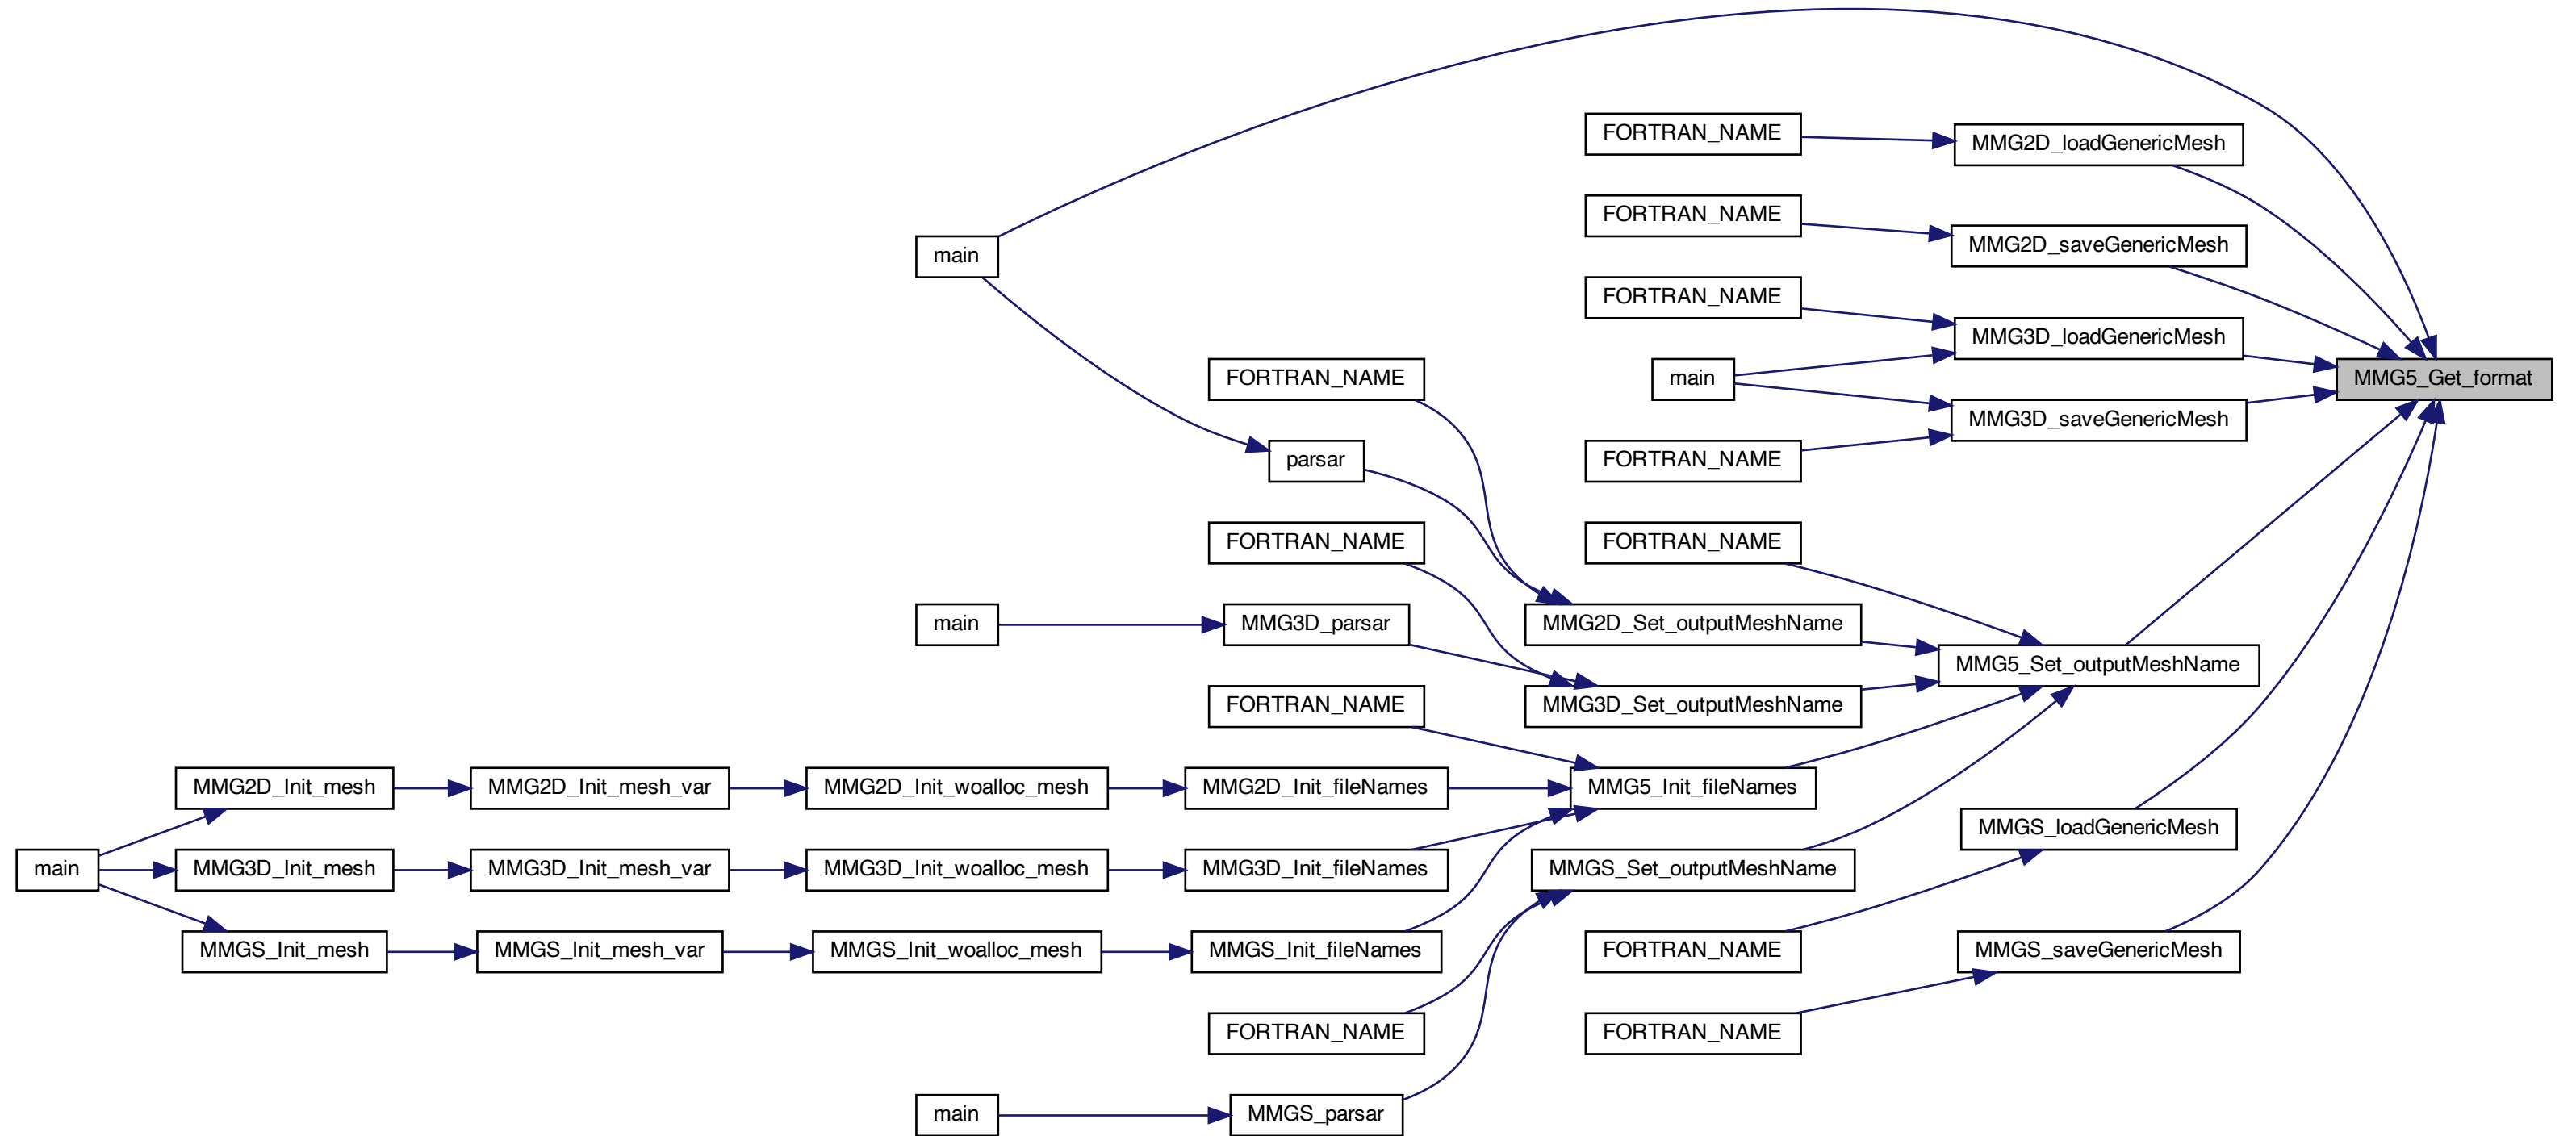 FORTRAN_NAME
MMG2D_loadGenericMesh
FORTRAN_NAME
MMG2D_saveGenericMesh
main
FORTRAN_NAME
MMG3D_loadGenericMesh
FORTRAN_NAME
main
MMG5_Get_format
MMG3D_saveGenericMesh
parsar
FORTRAN_NAME
FORTRAN_NAME
FORTRAN_NAME
main
MMG3D_parsar
MMG2D_Set_outputMeshName
MMG5_Set_outputMeshName
FORTRAN_NAME
MMG3D_Set_outputMeshName
MMG2D_Init_mesh
MMG2D_Init_mesh_var
MMG2D_Init_woalloc_mesh
MMG2D_Init_fileNames
MMG5_Init_fileNames
MMGS_loadGenericMesh
main
MMG3D_Init_mesh
MMG3D_Init_mesh_var
MMG3D_Init_woalloc_mesh
MMG3D_Init_fileNames
MMGS_Set_outputMeshName
MMGS_Init_mesh
MMGS_Init_mesh_var
MMGS_Init_woalloc_mesh
MMGS_Init_fileNames
FORTRAN_NAME
MMGS_saveGenericMesh
FORTRAN_NAME
FORTRAN_NAME
main
MMGS_parsar